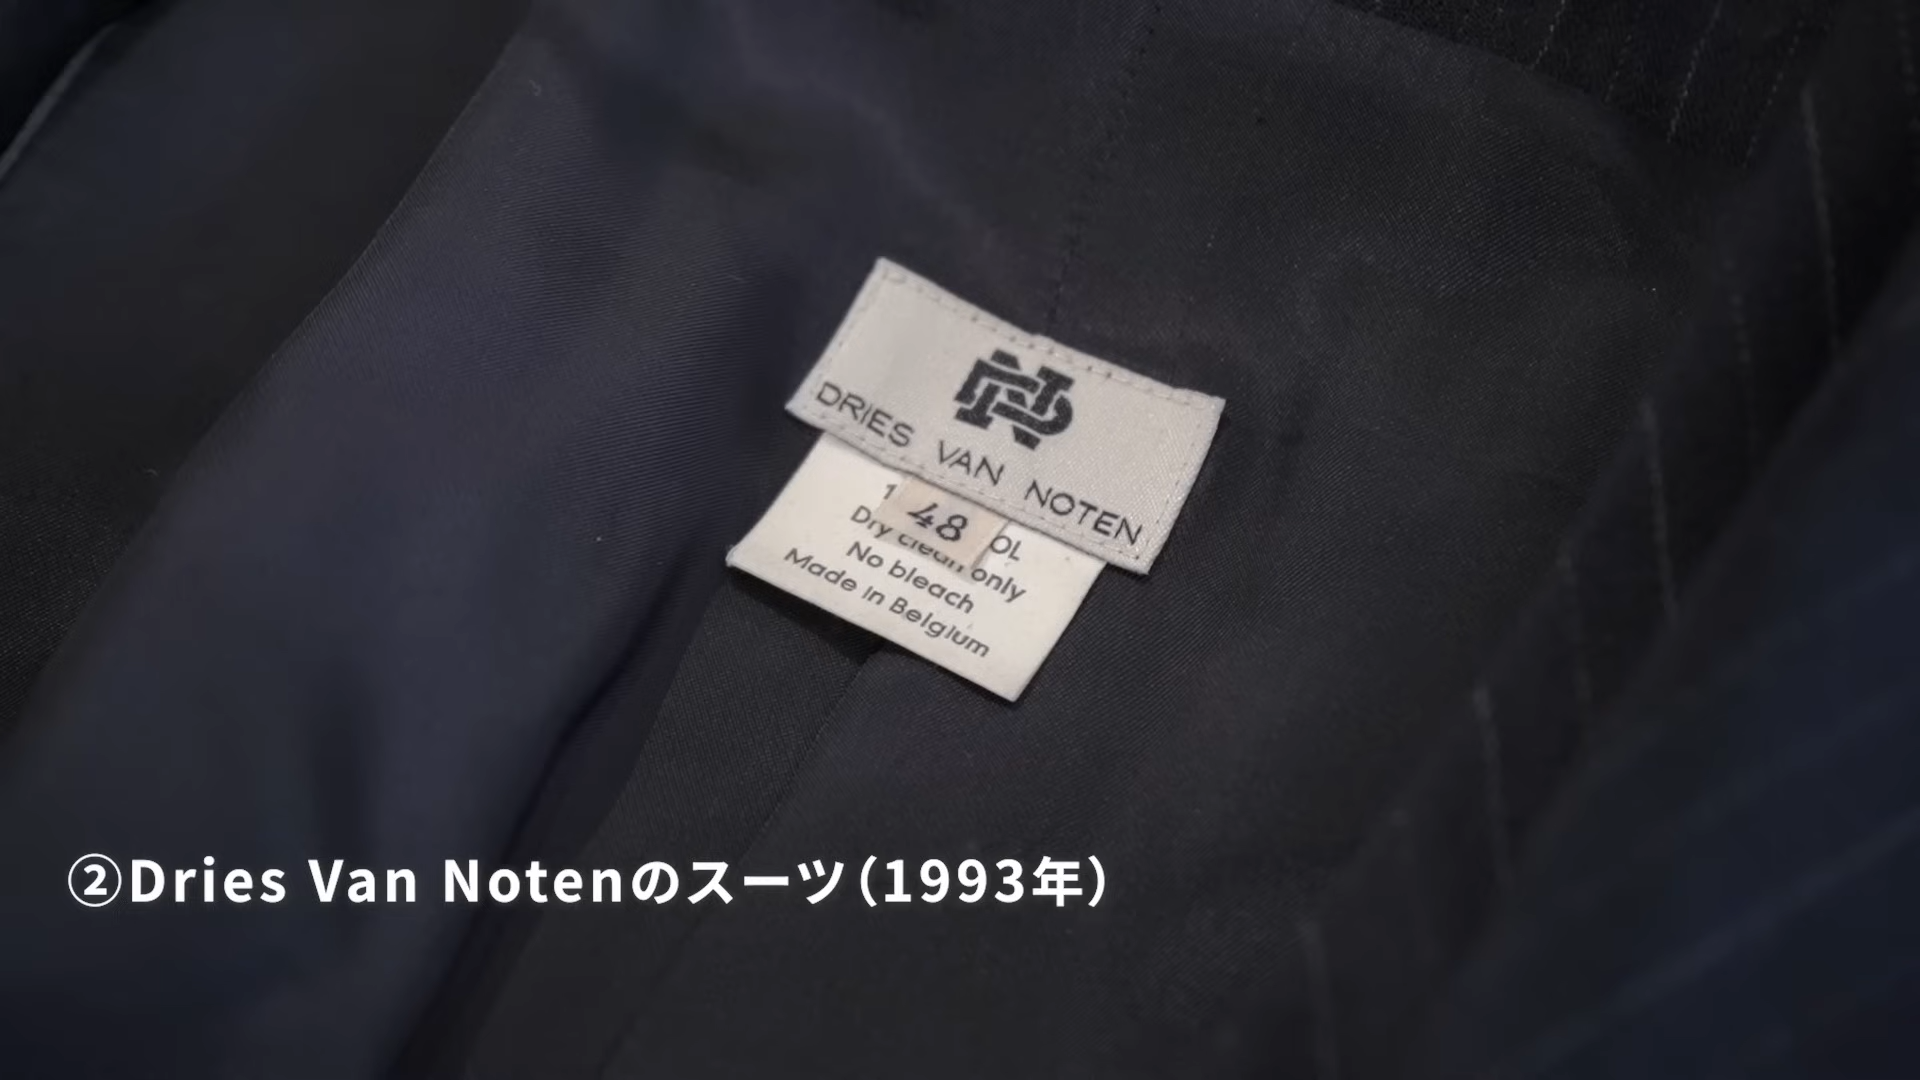 DRIES VAN NOTEN
48
OL
Dry clean only
No bleach
Made in Belgium
②Dries Van Notenのスーツ(1993年)